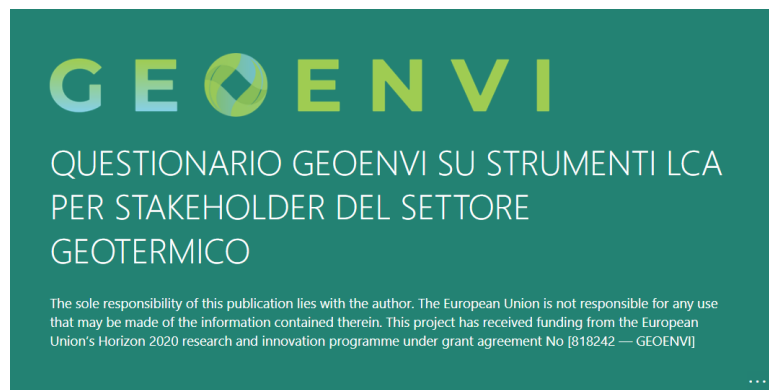 GEOENVI
QUESTIONARIO GEOENVI SU STRUMENTI LCA
PER STAKEHOLDER DEL SETTORE
GEOTERMICO
The sole responsibility of this publication lies with the author. The European Union is not responsible for any use
that may be made of the information contained therein. This project has received funding from the European
Union’s Horizon 2020 research and innovation programme under grant agreement No [818242 — GEOENVI]
...